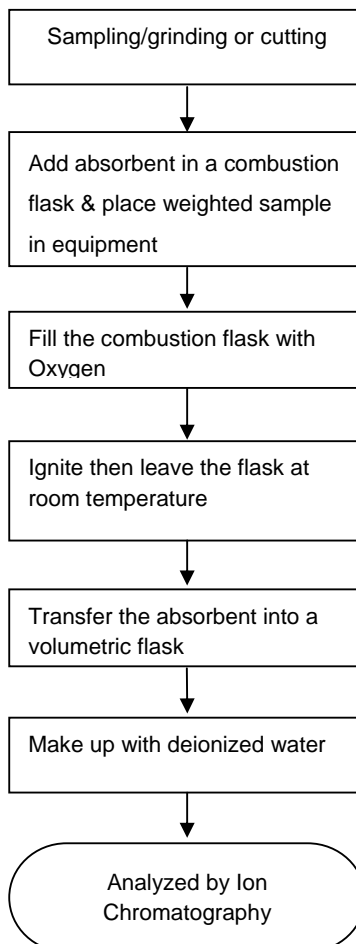 Sampling/grinding or cutting
Add absorbent in a combustion
flask & place weighted sample
in equipment
Fill the combustion flask with
Oxygen
Ignite then leave the flask at
room temperature
Transfer the absorbent into a
volumetric flask
Make up with deionized water
Analyzed by Ion
Chromatography